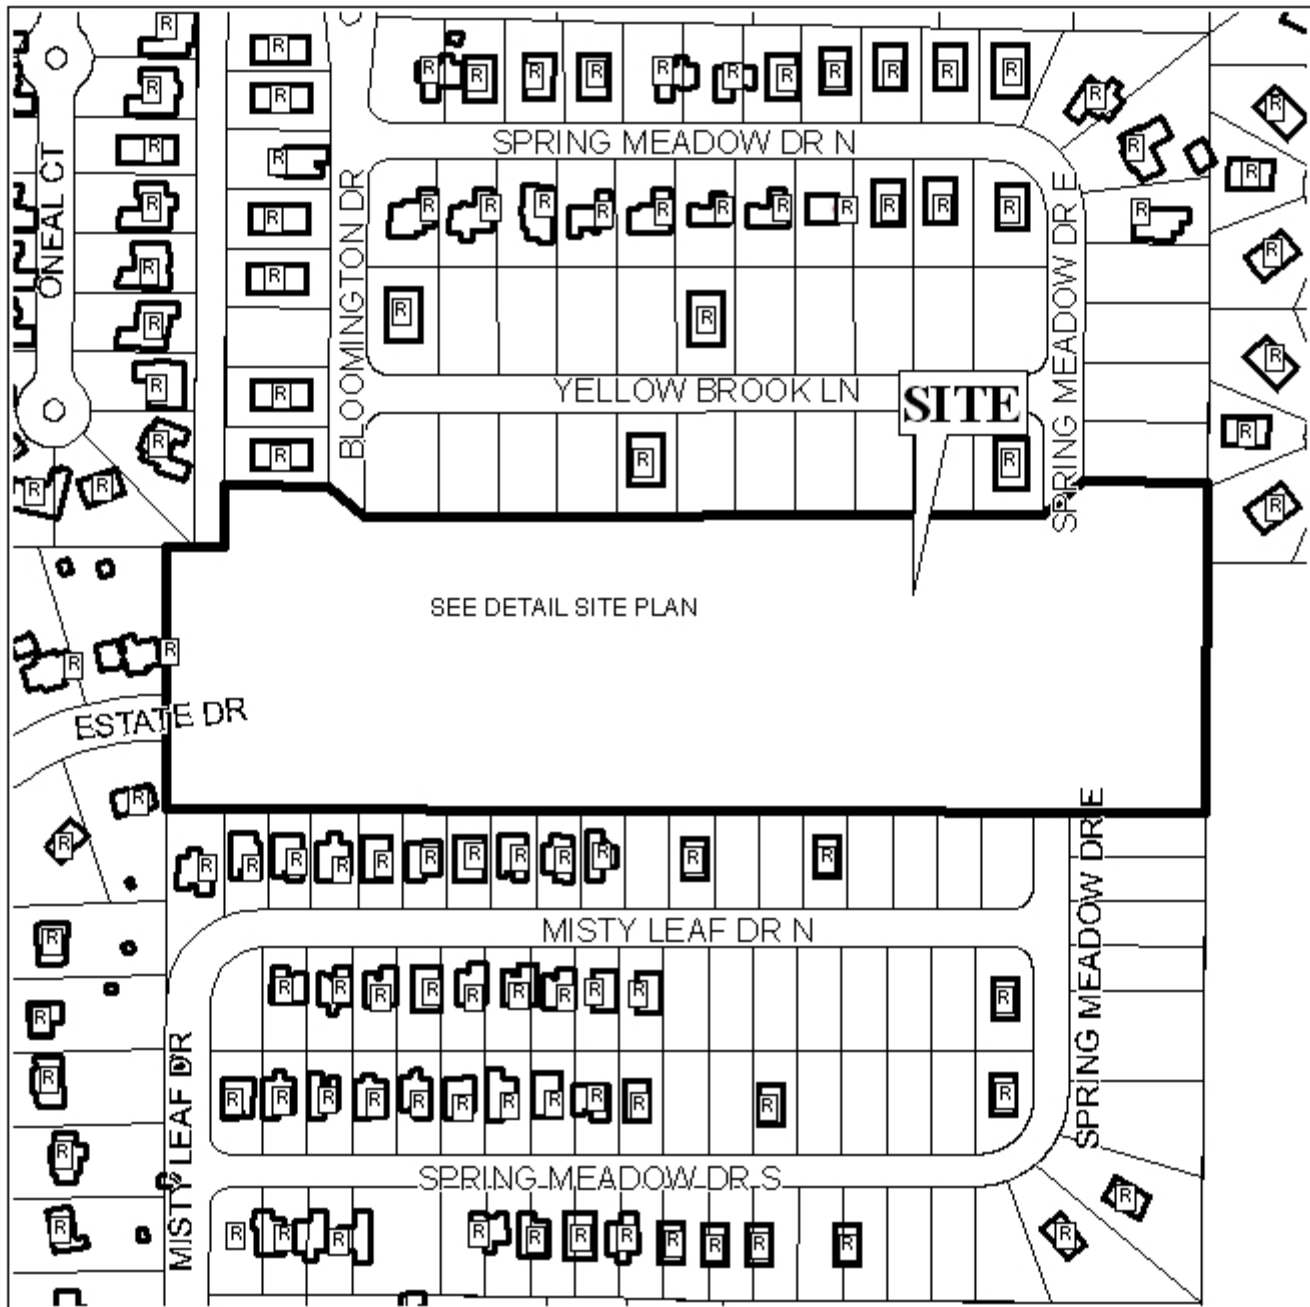 SPRING MEADOW DR N
ONEAL CT
BLOOMINGTON DR
SPRING MEADOW DR E
YELLOW BROOK LN
SITE
SEE DETAIL SITE PLAN
ESTATE DR
MISTY LEAF DR N
SPRING MEADOW DR E
MISTY LEAF DR
SPRING MEADOW DR S
R R R R R R R R R R R R R
R R R R R R R R R R R R R
R R R R R R R R R R R R R
R R R R R R R R R R R R R
R R R R R R R R R R R R R
R R R R R R R R R R R R R
R R R R R R R R R R R R R
R R R R R R R R R R R R R